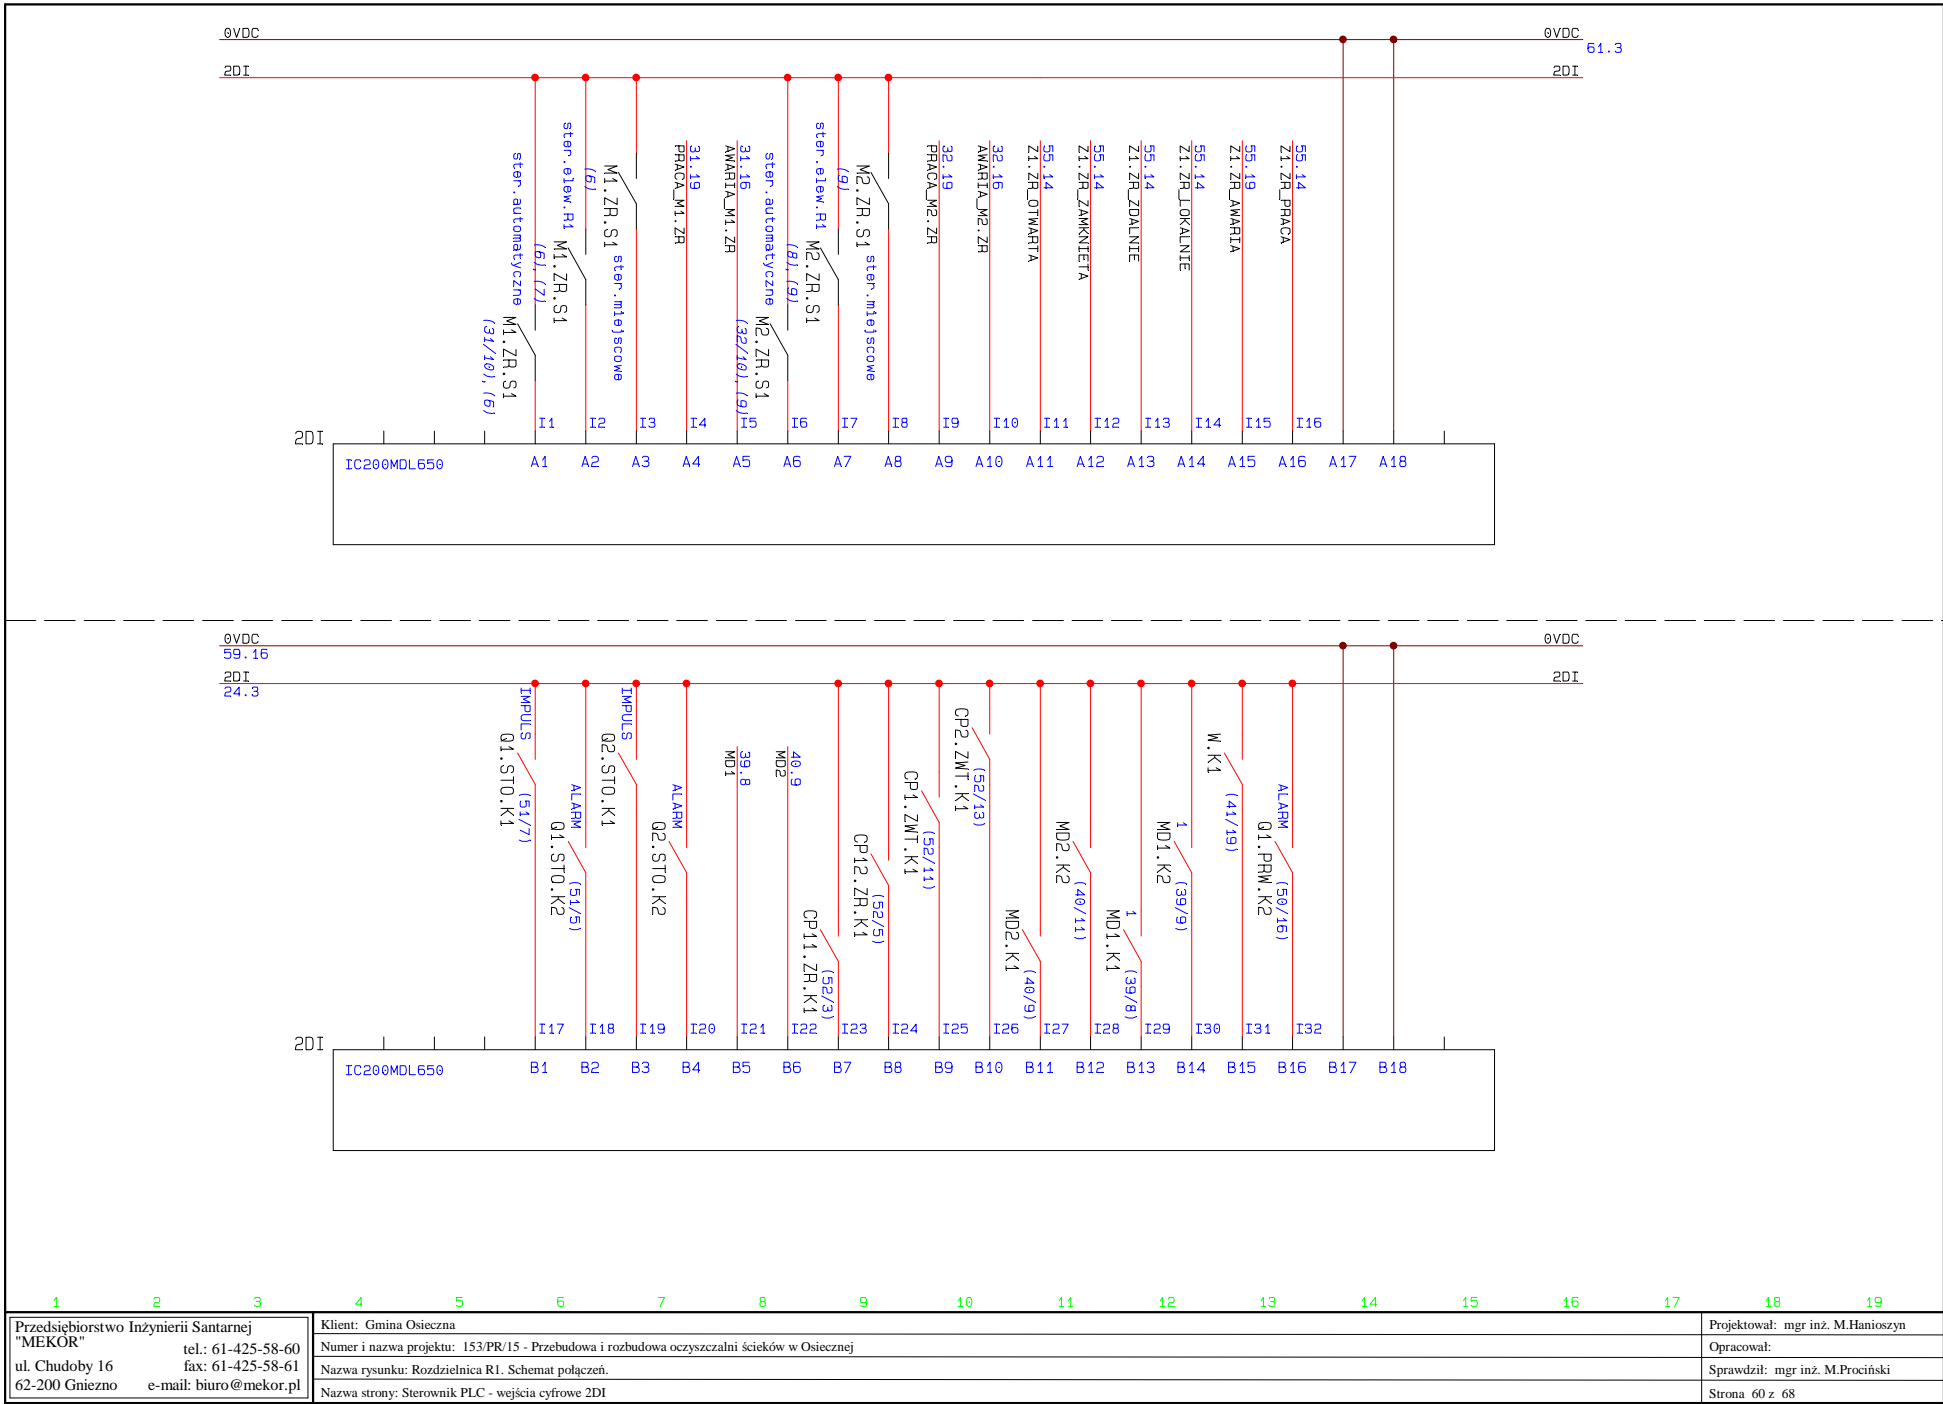 0VDC
0VDC
61.3
2DI
2DI
ster.automatyczne
M1.ZR.S1
(31/10), (6)
ster.elew.R1
M1.ZR.S1
(6), (7)
ster.miejscowe
M1.ZR.S1
(6)
31.19
PRACA_M1.ZR
31.16
AWARIA_M1.ZR
ster.automatyczne
M2.ZR.S1
(32/10), (9)
ster.elew.R1
M2.ZR.S1
(8), (9)
ster.miejscowe
M2.ZR.S1
(9)
32.19
PRACA_M2.ZR
32.16
AWARIA_M2.ZR
55.14
Z1.ZR_OTWARTA
55.14
Z1.ZR_ZAMKNIETA
55.14
Z1.ZR_ZDALNIE
55.14
Z1.ZR_LOKALNIE
55.19
Z1.ZR_AWARIA
55.14
Z1.ZR_PRACA
I1 I2 I3 I4 I5 I6 I7 I8 I9 I10 I11 I12 I13 I14 I15 I16
2DI
IC200MDL650 A1 A2 A3 A4 A5 A6 A7 A8 A9 A10 A11 A12 A13 A14 A15 A16 A17 A18
0VDC
0VDC
59.16
2DI
2DI
24.3
IMPULS
Q1.STO.K1
(51/7)
ALARM
Q1.STO.K2
(51/5)
IMPULS
Q2.STO.K1
ALARM
Q2.STO.K2
39.8
MD1
40.9
MD2
CP11.ZR.K1
(52/3)
CP12.ZR.K1
(52/5)
CP1.ZWT.K1
(52/11)
CP2.ZWT.K1
(52/13)
MD2.K1
(40/9)
MD2.K2
(40/11)
1
MD1.K1
(39/8)
1
MD1.K2
(39/9)
W.K1
(41/19)
ALARM
Q1.PRW.K2
(50/16)
I17 I18 I19 I20 I21 I22 I23 I24 I25 I26 I27 I28 I29 I30 I31 I32
2DI
IC200MDL650 B1 B2 B3 B4 B5 B6 B7 B8 B9 B10 B11 B12 B13 B14 B15 B16 B17 B18
1 2 3 4 5 6 7 8 9 10 11 12 13 14 15 16 17 18 19
Przedsiębiorstwo Inżynierii Santarnej
"MEKOR"
tel.: 61-425-58-60
ul. Chudoby 16 fax: 61-425-58-61
62-200 Gniezno e-mail: biuro@mekor.pl
Klient: Gmina Osieczna
Numer i nazwa projektu: 153/PR/15 - Przebudowa i rozbudowa oczyszczalni ścieków w Osiecznej
Nazwa rysunku: Rozdzielnica R1. Schemat połączeń.
Nazwa strony: Sterownik PLC - wejścia cyfrowe 2DI
Projektował: mgr inż. M.Hanioszyn
Opracował:
Sprawdził: mgr inż. M.Prociński
Strona 60 z 68